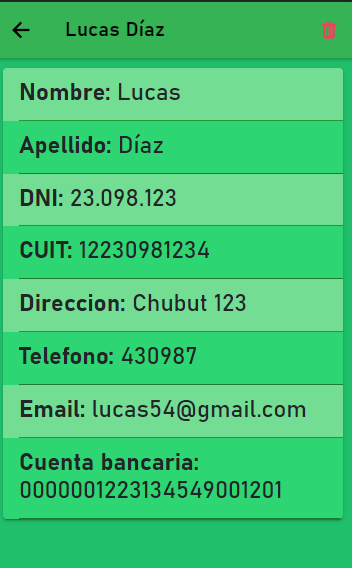 Lucas Díaz
Nombre: Lucas
Apellido: Díaz
DNI: 23.098.123
CUIT: 12230981234
Direccion: Chubut 123
Telefono: 430987
Email: lucas54@gmail.com
Cuenta bancaria:
0000001223134549001201